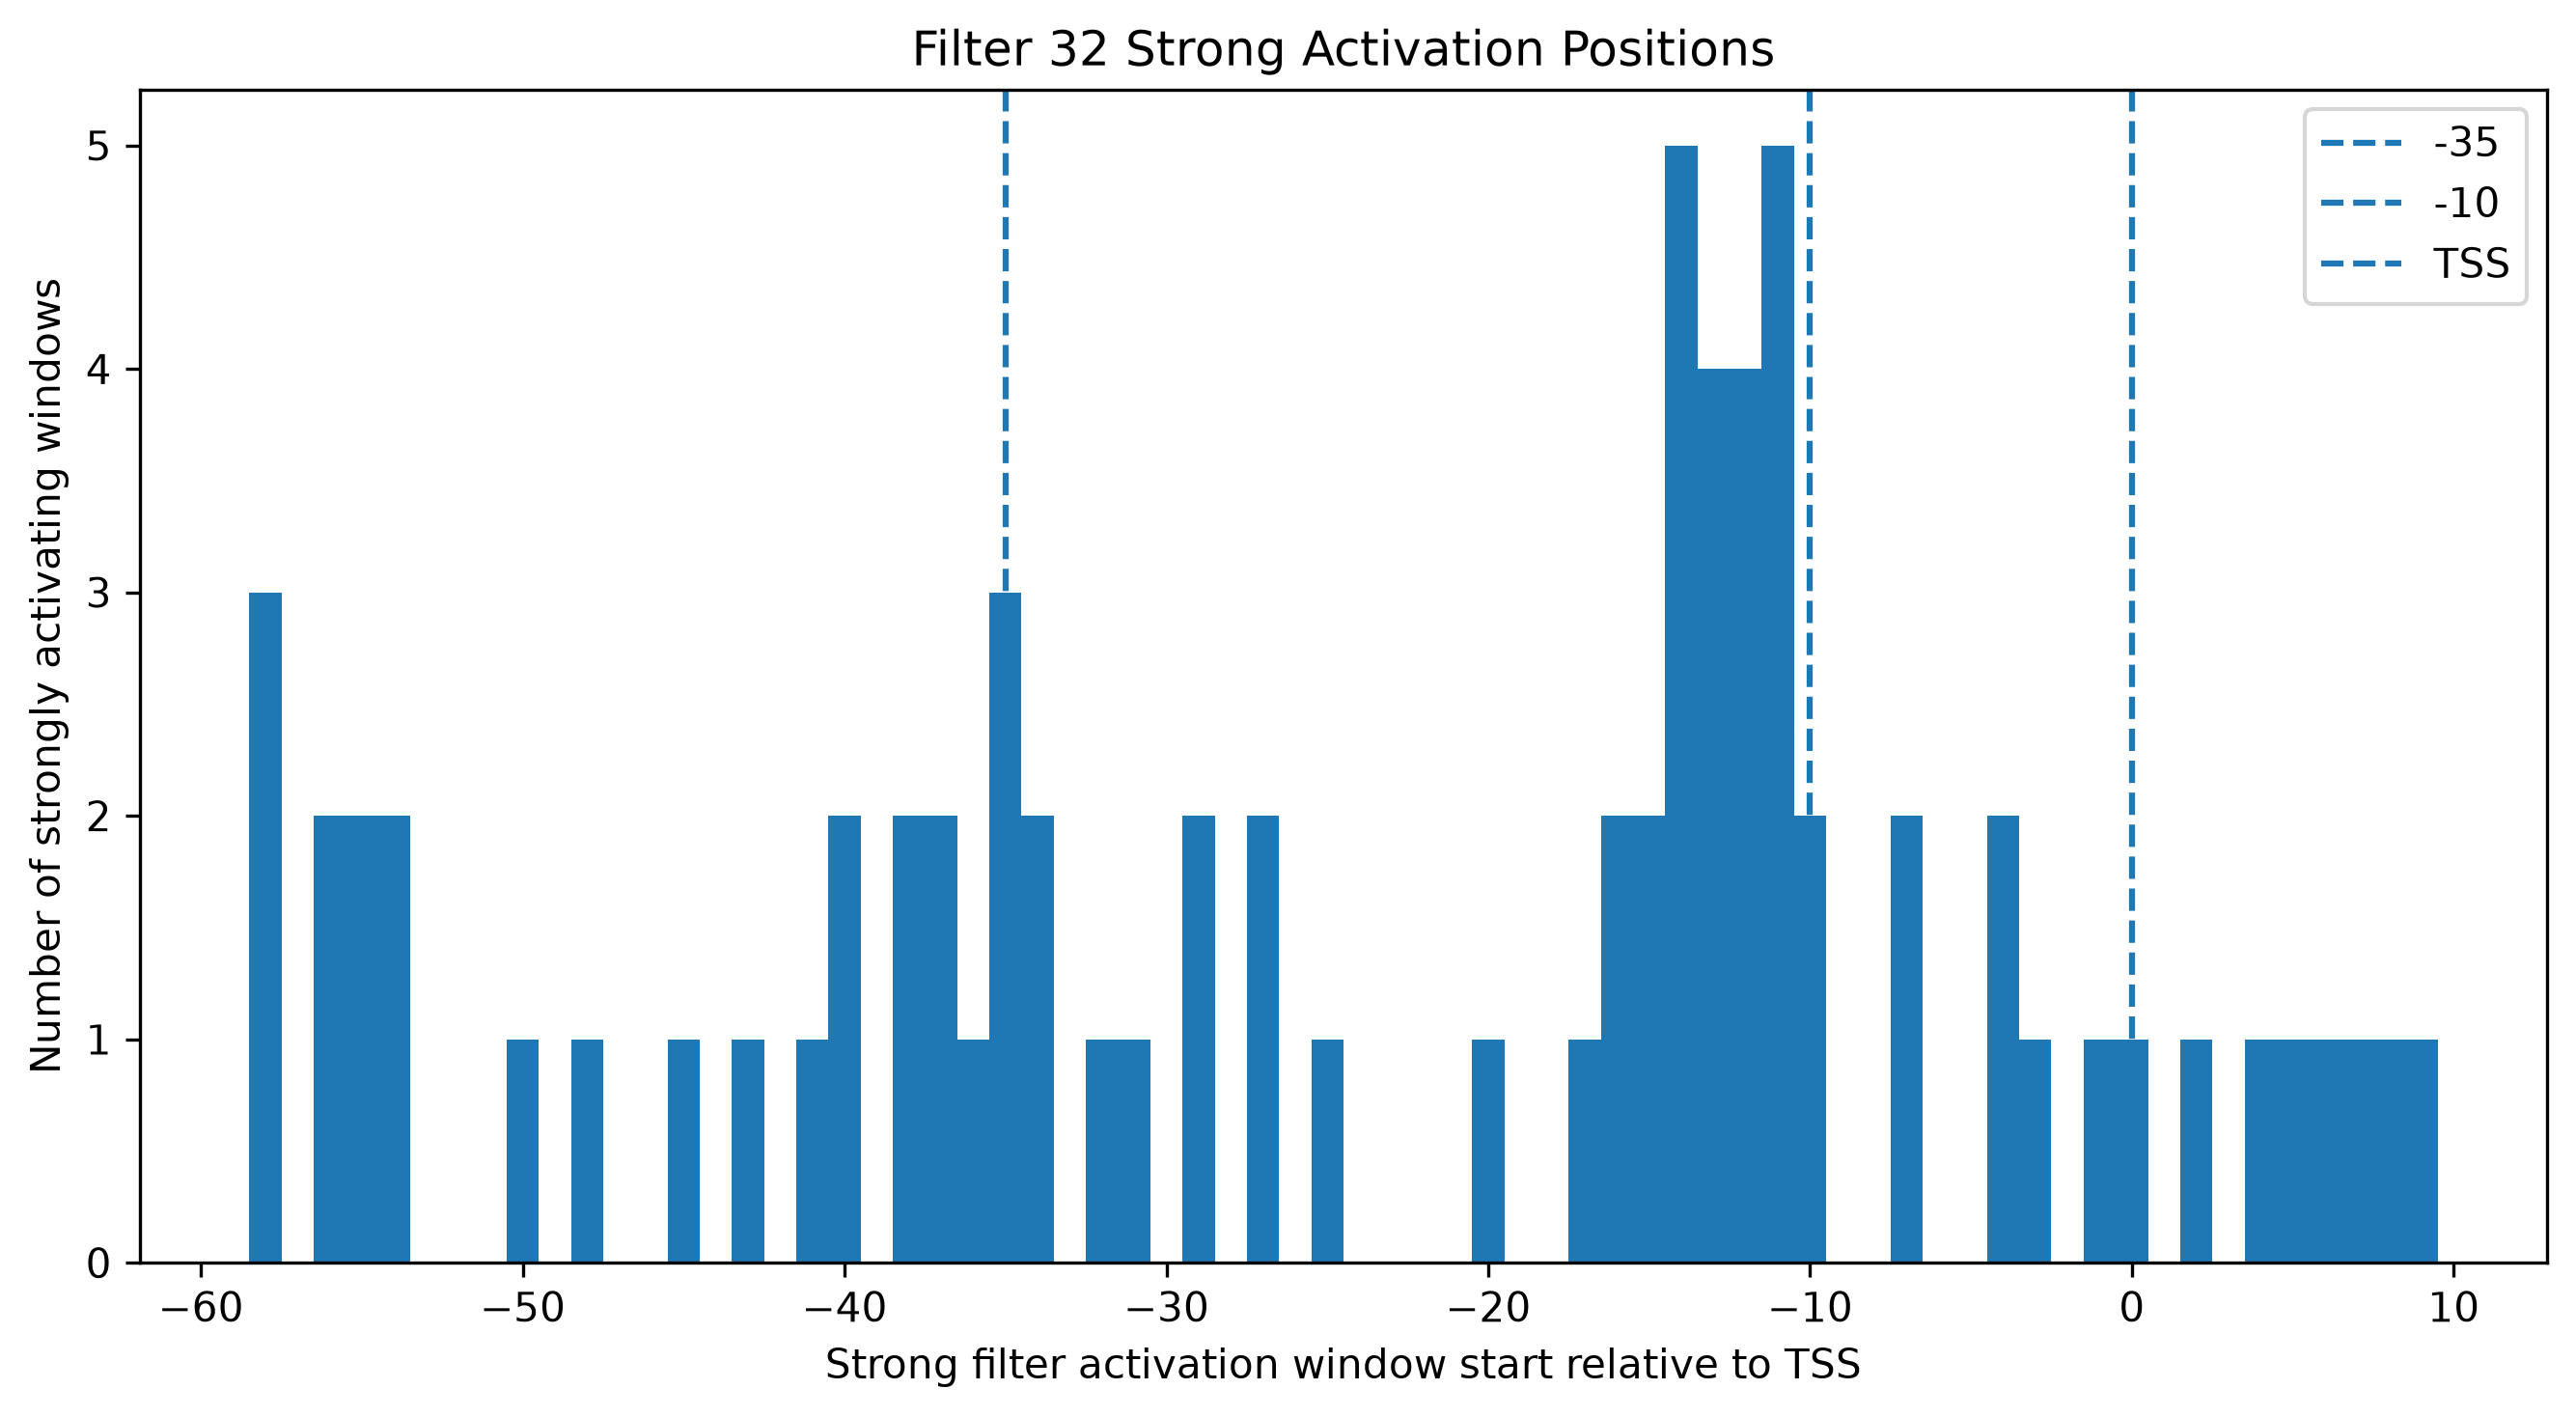 Filter 32 Strong Activation Positions
5
4
3
2
1
0
Number of strongly activating windows
-35
-10
TSS
−60 −50 −40 −30 −20 −10 0 10
Strong filter activation window start relative to TSS